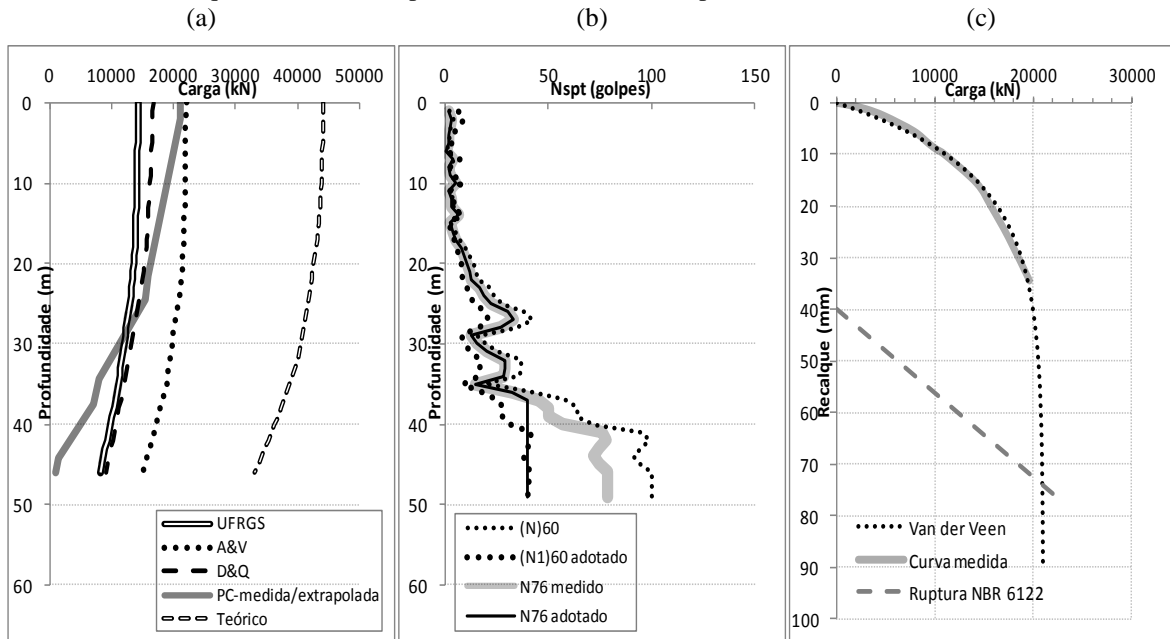 (a)
(b)
(c)
0 10000 20000 30000 40000 50000
Carga (kN)
0
10
20
30
40
50
60
Profundidade (m)
UFRGS
A&V
D&Q
PC-medida/extrapolada
Teórico
0 50 100 150
Nspt (golpes)
0
10
20
30
40
50
60
Profundidade (m)
(N)60
(N1)60 adotado
N76 medido
N76 adotado
0 10000 20000 30000
Carga (kN)
0
10
20
30
40
50
60
70
80
90
100
Recalque (mm)
Van der Veen
Curva medida
Ruptura NBR 6122